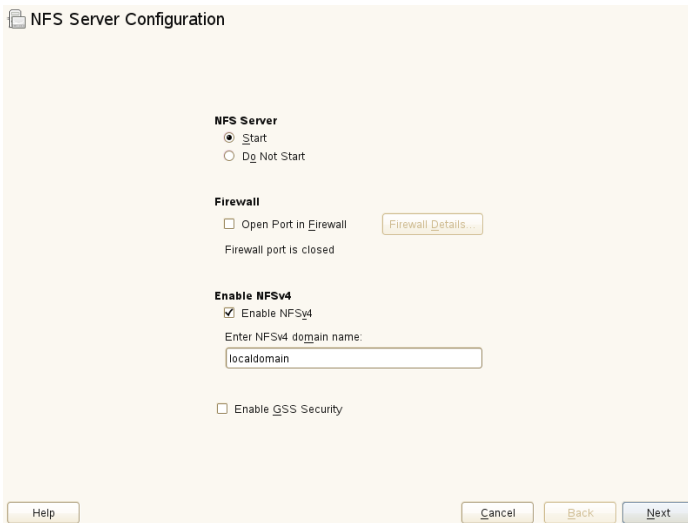 NFS Server Configuration
NFS Server
Start
Do Not Start
Firewall
Open Port in Firewall
Firewall Details...
Firewall port is closed
Enable NFSv4
Enable NFSv4
Enter NFSv4 domain name:
localdomain
Enable GSS Security
Help
Cancel
Back
Next